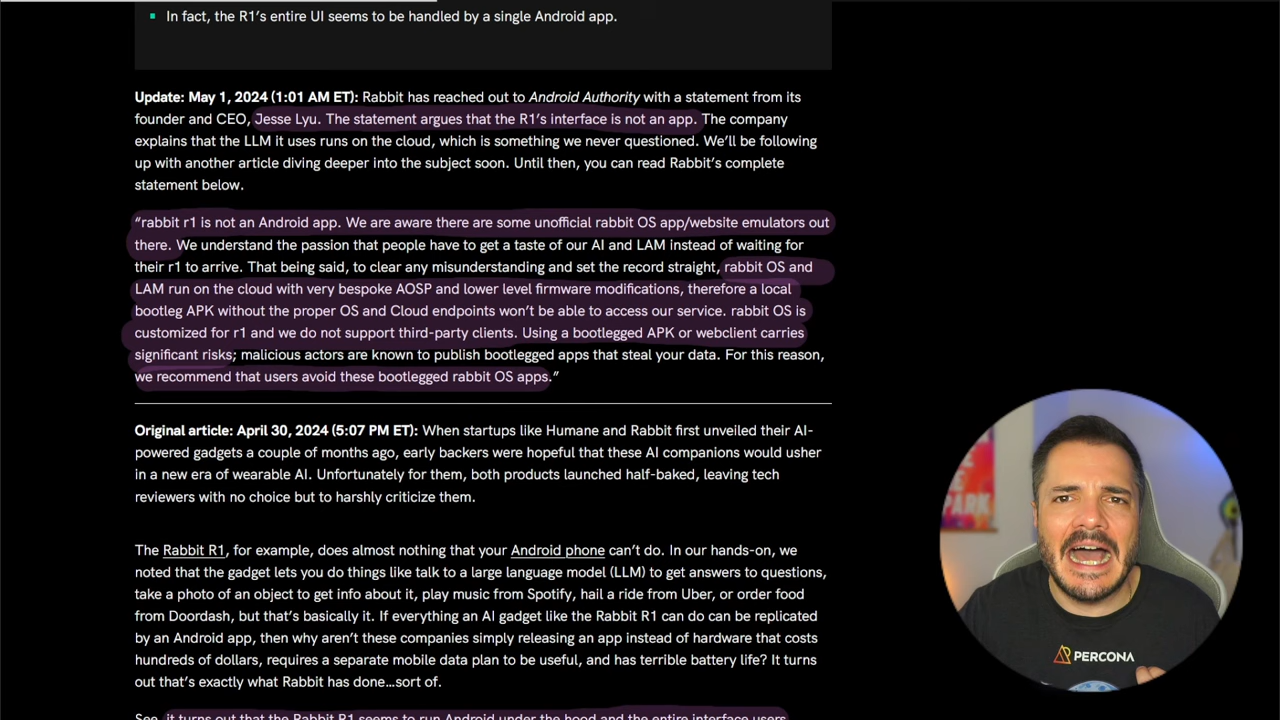 In fact, the R1's entire UI seems to be handled by a single Android app.
Update: May 1, 2024 (1:01 AM ET): Rabbit has reached out to Android Authority with a statement from its
founder and CEO, Jesse Lyu. The statement argues that the R1's interface is not an app. The company
explains that the LLM it uses runs on the cloud, which is something we never questioned. We'll be following
up with another article diving deeper into the subject soon. Until then, you can read Rabbit's complete
statement below.
“rabbit r1 is not an Android app. We are aware there are some unofficial rabbit OS app/website emulators out
there. We understand the passion that people have to get a taste of our AI and LAM instead of waiting for
their r1 to arrive. That being said, to clear any misunderstanding and set the record straight, rabbit OS and
LAM run on the cloud with very bespoke AOSP and lower level firmware modifications, therefore a local
bootleg APK without the proper OS and Cloud endpoints won't be able to access our service. rabbit OS is
customized for r1 and we do not support third-party clients. Using a bootlegged APK or webclient carries
significant risks; malicious actors are known to publish bootlegged apps that steal your data. For this reason,
we recommend that users avoid these bootlegged rabbit OS apps.”
Original article: April 30, 2024 (5:07 PM ET): When startups like Humane and Rabbit first unveiled their AI-
powered gadgets a couple of months ago, early backers were hopeful that these AI companions would usher
in a new era of wearable AI. Unfortunately for them, both products launched half-baked, leaving tech
reviewers with no choice but to harshly criticize them.
The Rabbit R1, for example, does almost nothing that your Android phone can't do. In our hands-on, we
noted that the gadget lets you do things like talk to a large language model (LLM) to get answers to questions,
take a photo of an object to get info about it, play music from Spotify, hail a ride from Uber, or order food
from Doordash, but that's basically it. If everything an AI gadget like the Rabbit R1 can do can be replicated
by an Android app, then why aren't these companies simply releasing an app instead of hardware that costs
hundreds of dollars, requires a separate mobile data plan to be useful, and has terrible battery life? It turns
out that's exactly what Rabbit has done...sort of.
See, it turns out that the Rabbit R1 seems to run Android under the hood and the entire interface users
PERCONA